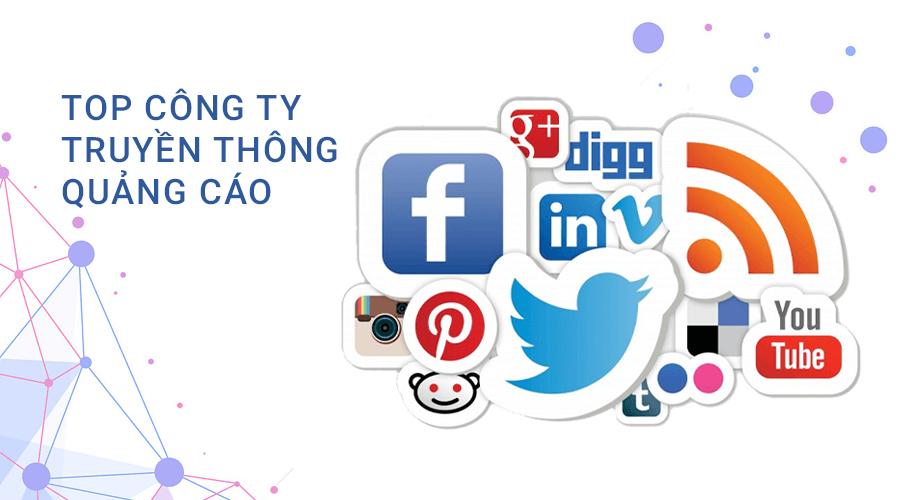 TOP CÔNG TY
TRUYỀN THÔNG
QUẢNG CÁO
g+
digg
f
in
v
You
Tube
t